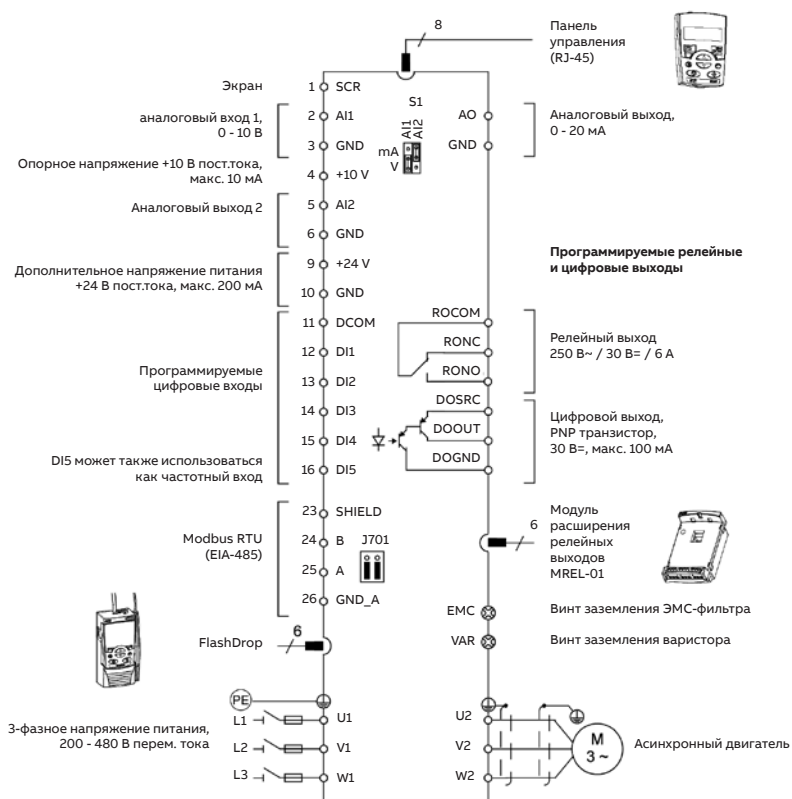 8
Панель
управления
(RJ-45)
Экран
1 SCR
S1
аналоговый вход 1,
0 - 10 В
2 AI1
3 GND
AI1
AI2
mA
V
AO
GND
Аналоговый выход,
0 - 20 мА
Опорное напряжение +10 В пост.тока,
макс. 10 мА
4 +10 V
Аналоговый выход 2
5 AI2
6 GND
Дополнительное напряжение питания
+24 В пост.тока, макс. 200 мА
9 +24 V
10 GND
Программируемые релейные
и цифровые выходы
Программируемые
цифровые входы
11 DCOM
12 DI1
13 DI2
14 DI3
15 DI4
16 DI5
DI5 может также использоваться
как частотный вход
ROCOM
RONC
RONO
Релейный выход
250 В~ / 30 В= / 6 А
DOSRC
DOOUT
DOGND
Цифровой выход,
PNP транзистор,
30 В=, макс. 100 мА
Modbus RTU
(EIA-485)
23 SHIELD
24 B
J701
25 A
26 GND_A
6
Модуль
расширения
релейных
выходов
MREL-01
EMC
Винт заземления ЭМС-фильтра
VAR
Винт заземления варистора
FlashDrop
6
PE
3-фазное напряжение питания,
200 - 480 В перем. тока
L1
U1
L2
V1
L3
W1
U2
V2
W2
M
3 ~
Асинхронный двигатель